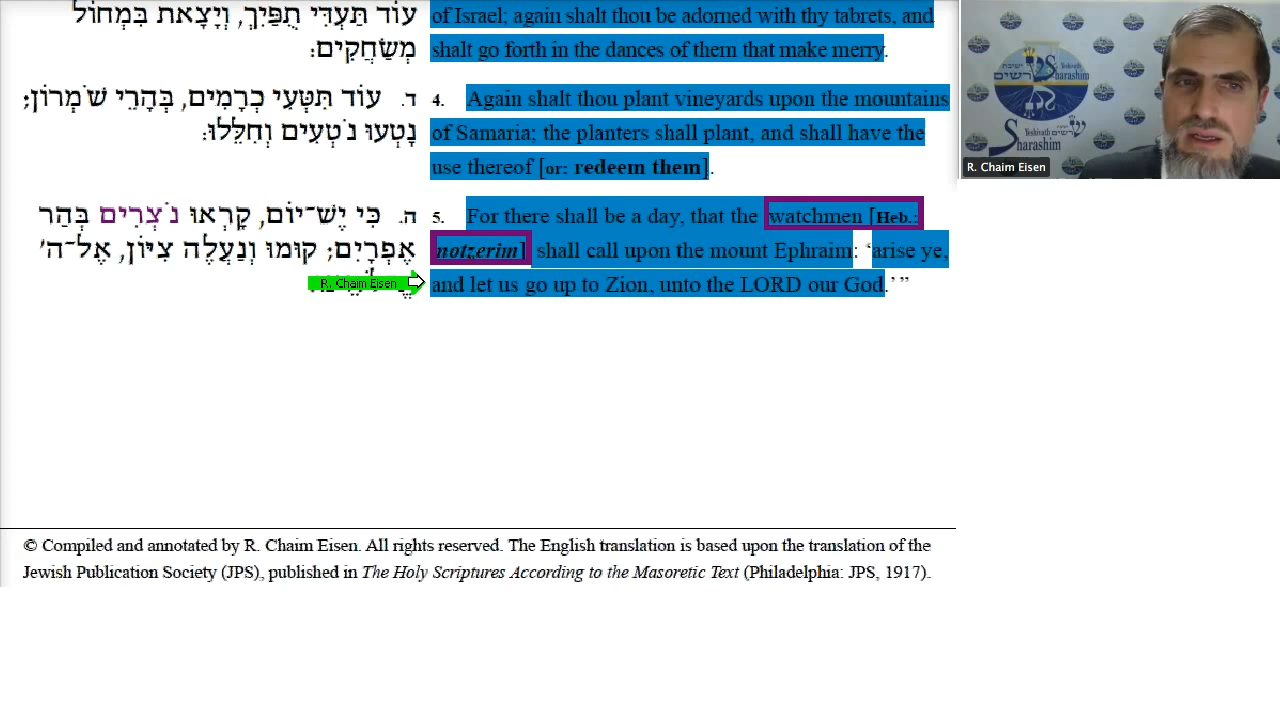 עוֹד תַּעְדִּי תֻפַּיִךְ, וְיָצָאת בִּמְחוֹל
מְשַׂחֲקִים:
of Israel; again shalt thou be adorned with thy tabrets, and
shalt go forth in the dances of them that make merry.
ד. עוֹד תִּטְּעִי כְרָמִים, בְּהָרֵי שֹׁמְרוֹן;
נָטְעוּ נֹטְעִים וְחִלֵּלוּ:
4. Again shalt thou plant vineyards upon the mountains
of Samaria; the planters shall plant, and shall have the
use thereof [or: redeem them].
ה. כִּי יֶשׁ־יוֹם, קָרְאוּ נֹצְרִים בְּהַר
אֶפְרָיִם; קוּמוּ וְנַעֲלֶה צִיּוֹן, אֶל־ה'
5. For there shall be a day, that the watchmen [Heb.:
notzerim] shall call upon the mount Ephraim: ‘arise ye,
and let us go up to Zion, unto the LORD our God.’”
R. Chaim Eisen
© Compiled and annotated by R. Chaim Eisen. All rights reserved. The English translation is based upon the translation of the
Jewish Publication Society (JPS), published in The Holy Scriptures According to the Masoretic Text (Philadelphia: JPS, 1917).
ישיבת
שרשים
Yeshivath
Sharashim
Yeshivath שרשים
Sharashim
R. Chaim Eisen